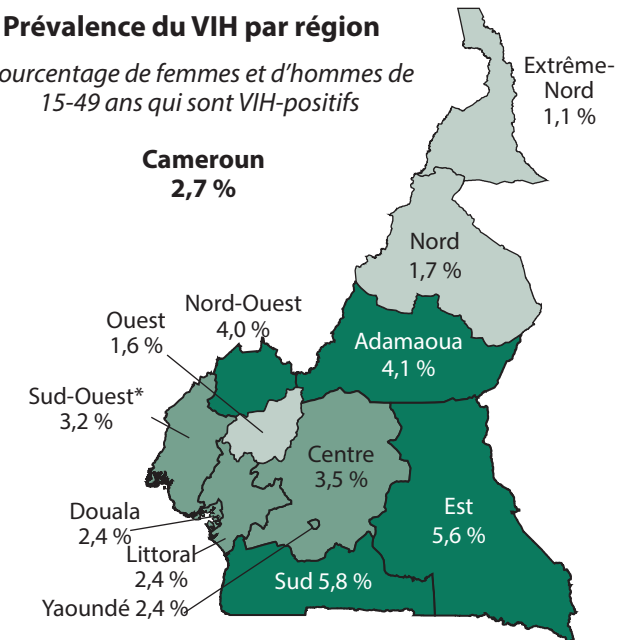 Prévalence du VIH par région
ourcentage de femmes et d'hommes de
15-49 ans qui sont VIH-positifs
Cameroun
2,7 %
Extrême-
Nord
1,1 %
Nord
1,7 %
Nord-Ouest
4,0 %
Ouest
1,6 %
Adamaoua
4,1 %
Sud-Ouest*
3,2 %
Centre
3,5 %
Est
5,6 %
Douala
2,4 %
Littoral
2,4 %
Sud 5,8 %
Yaoundé 2,4 %